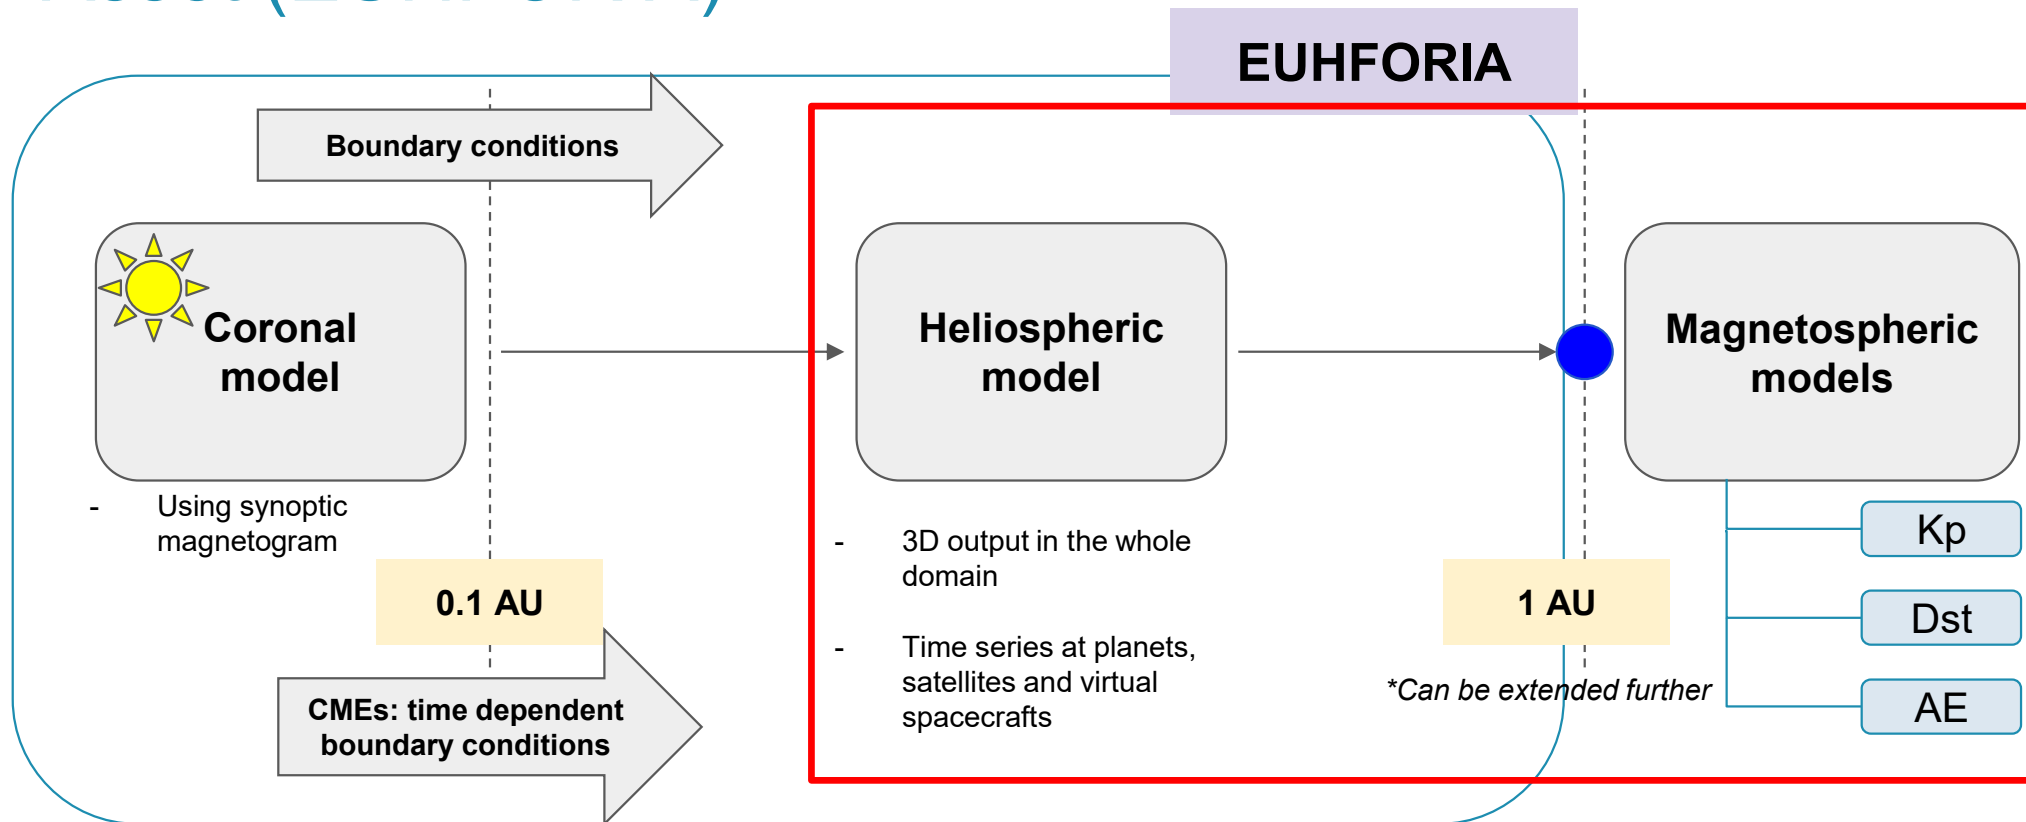 EUHFORIA
Boundary conditions
Coronal
model
Heliospheric
model
Magnetospheric
models
- Using synoptic
magnetogram
0.1 AU
CMEs: time dependent
boundary conditions
- 3D output in the whole
domain
- Time series at planets,
satellites and virtual
spacecrafts
1 AU
*Can be extended further
Kp
Dst
AE